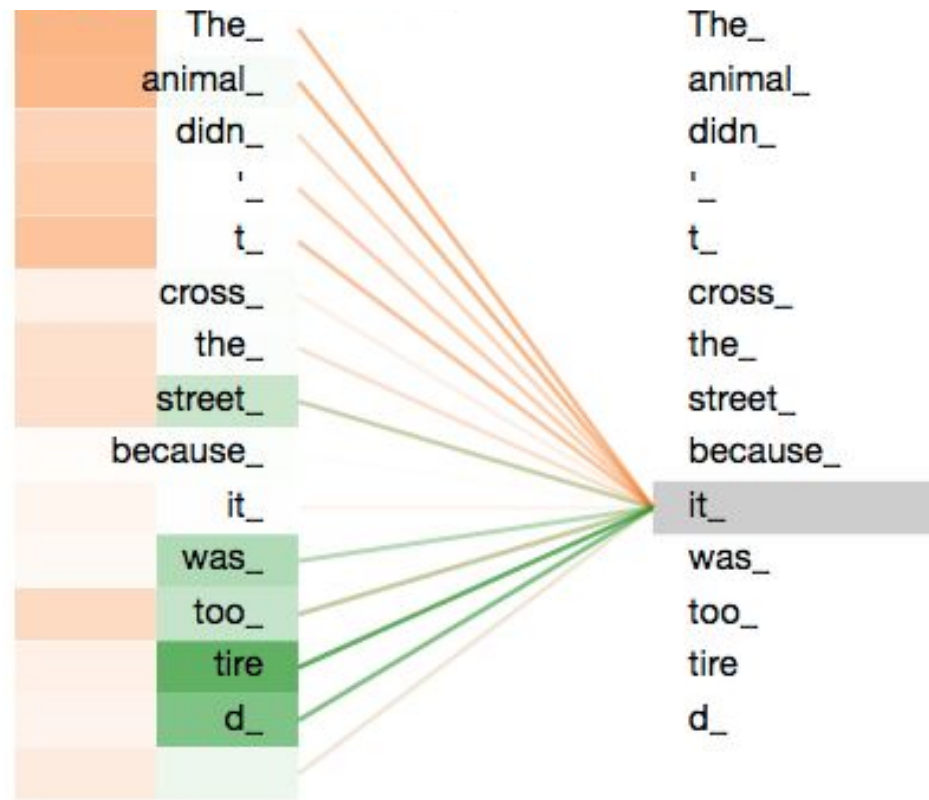 The_ The_
animal_ animal_
didn_ didn_
'_ '_
t_ t_
cross_ cross_
the_ the_
street_ street_
because_ because_
it_ it_
was_ was_
too_ too_
tire tire
d_ d_